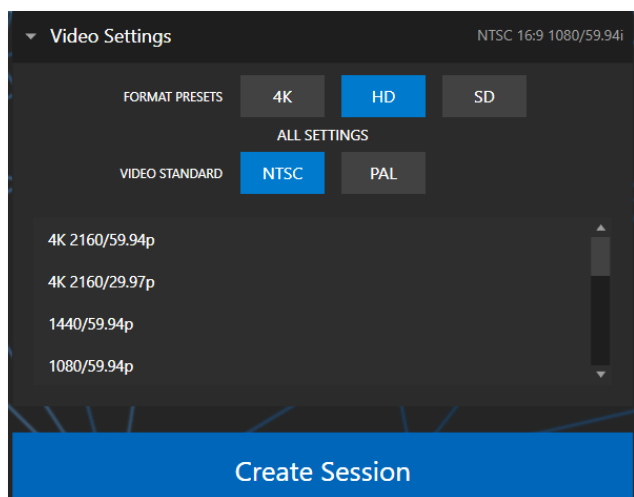 Video Settings NTSC 16:9 1080/59.94i
FORMAT PRESETS 4K HD SD
ALL SETTINGS
VIDEO STANDARD NTSC PAL
4K 2160/59.94p
4K 2160/29.97p
1440/59.94p
1080/59.94p
Create Session